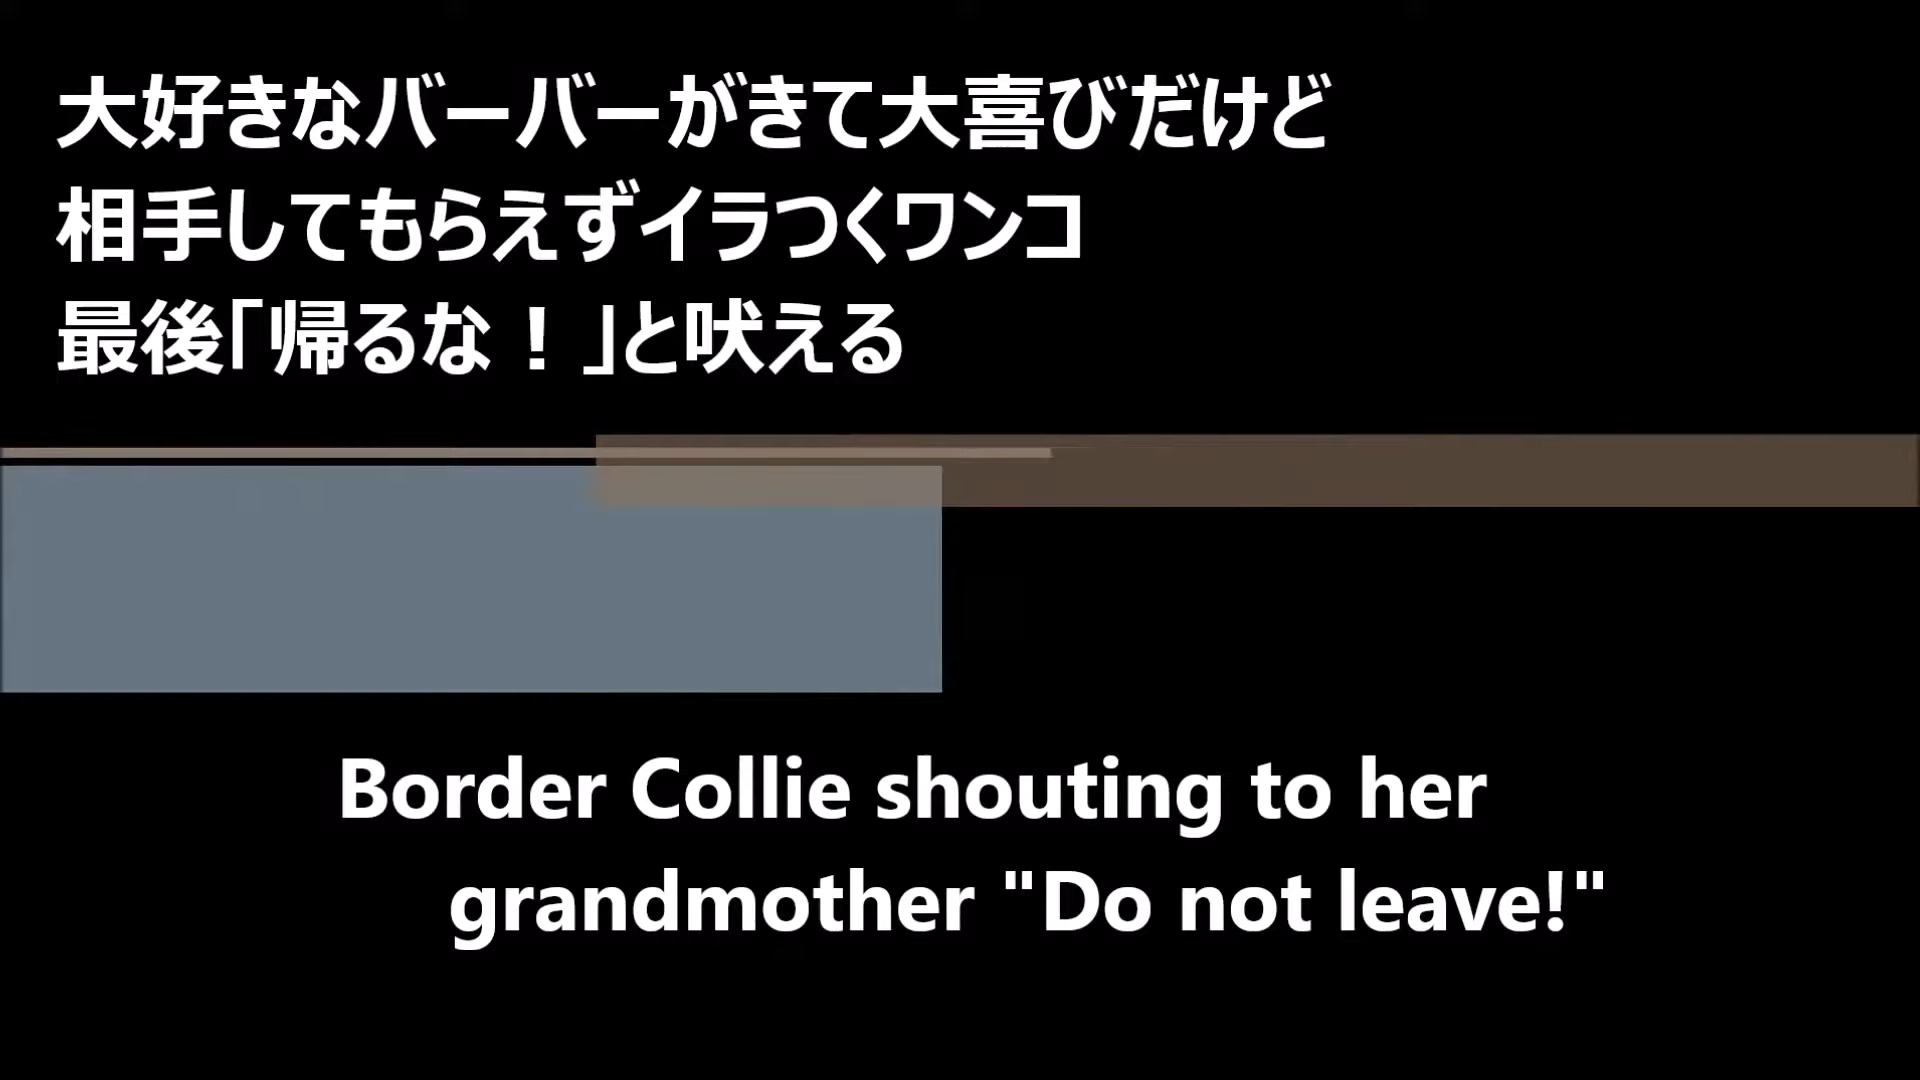 大好きなバーバーがきて大喜びだけど
相手してもらえずイラつくワンコ
最後「帰るな！」と吠える
Border Collie shouting to her
grandmother "Do not leave!"